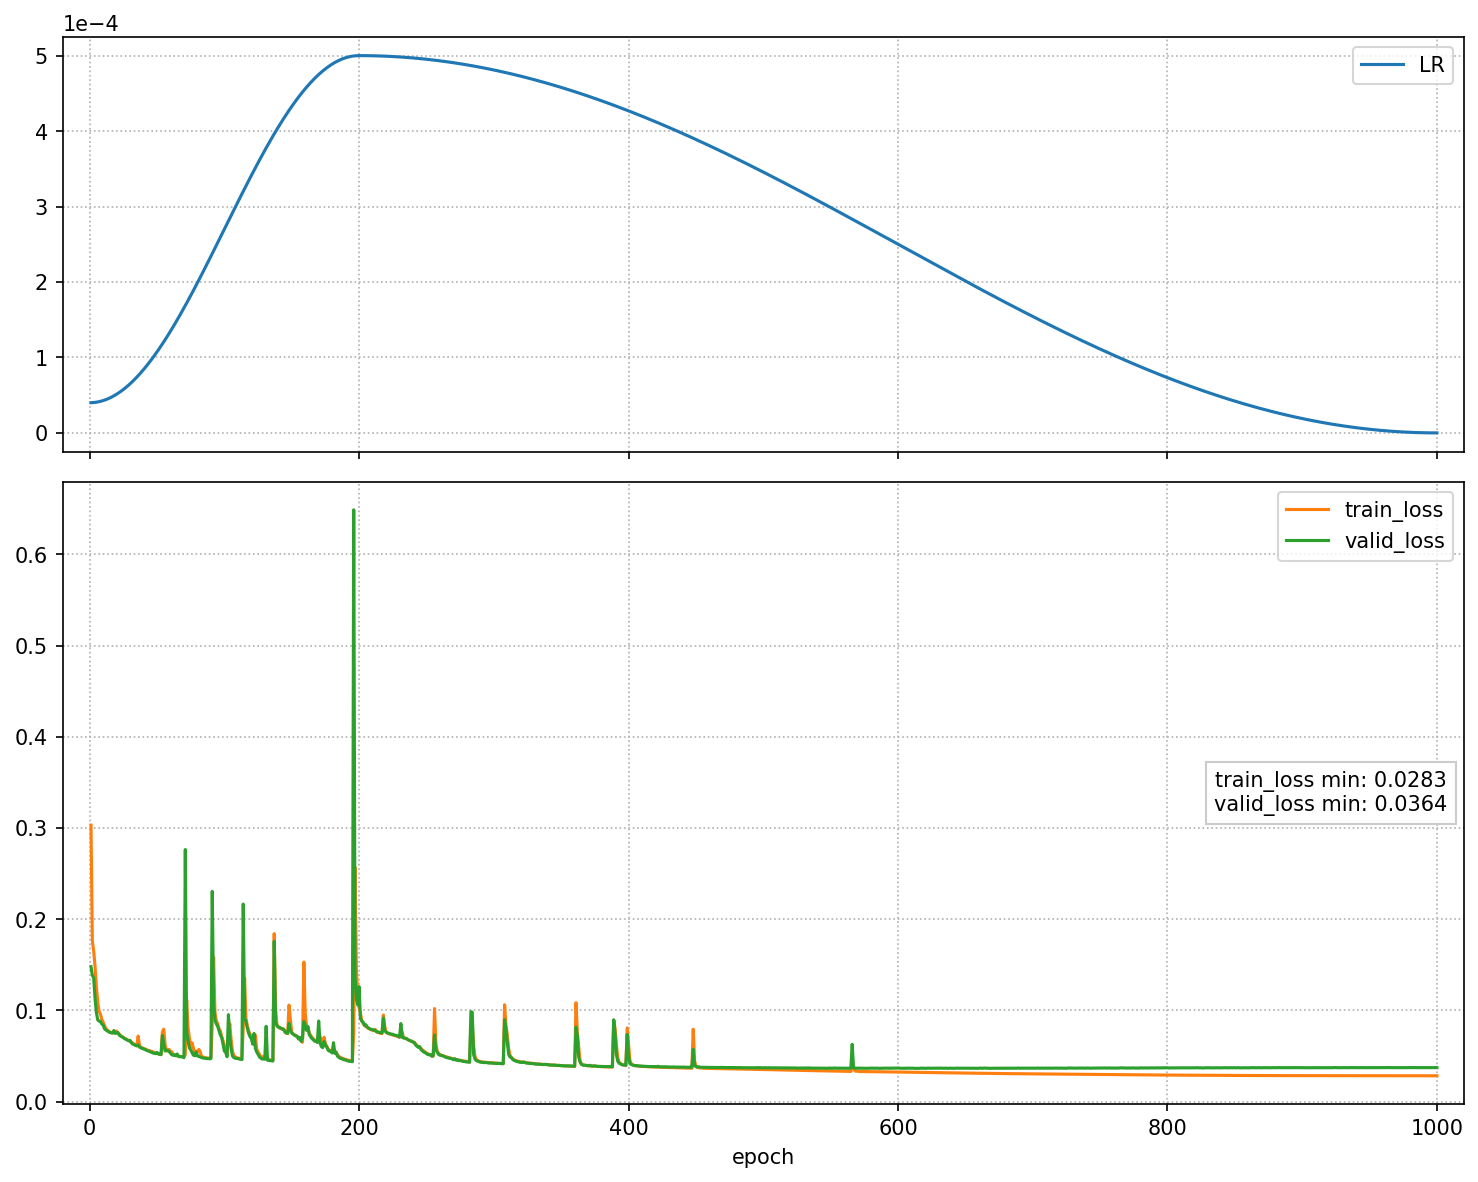 1e−4
5
4
3
2
1
0
LR
0.6
0.5
0.4
0.3
0.2
0.1
0.0
train_loss
valid_loss
train_loss min: 0.0283
valid_loss min: 0.0364
0 200 400 600 800 1000
epoch